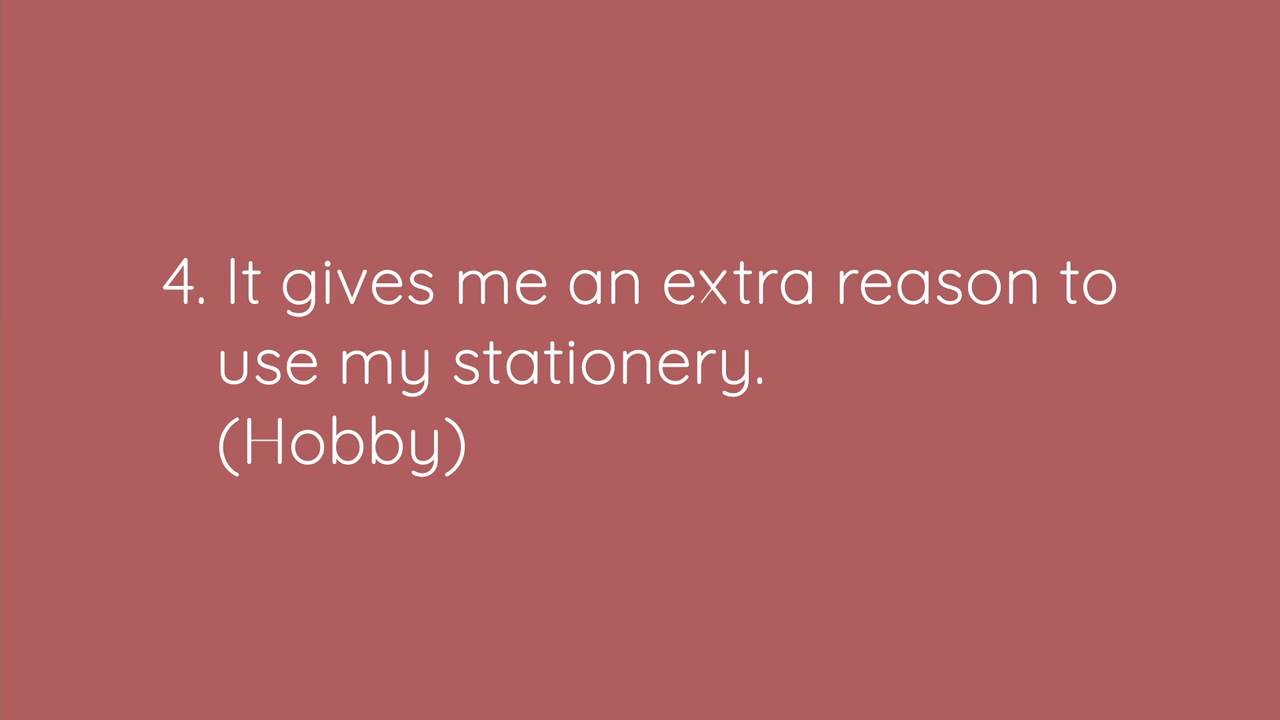 4. It gives me an extra reason to
use my stationery.
(Hobby)